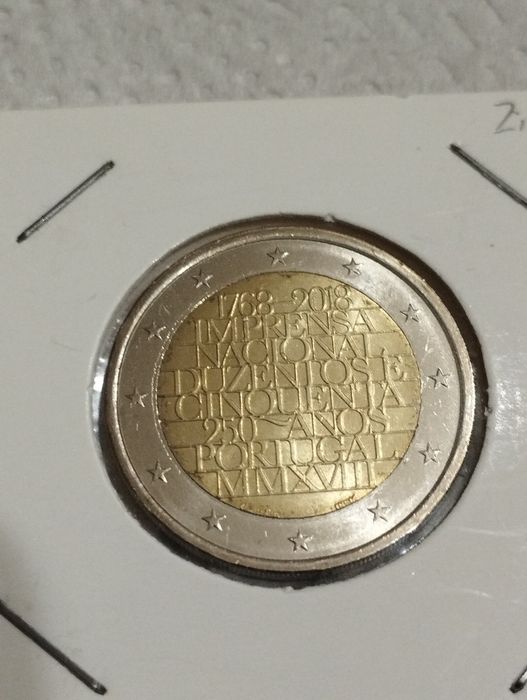 1768-2018
IMPRENSA
NACIONAL
DUZENTOS E
CINQUENTA
250 ~ ANOS
PORTUGAL
MMXVIII